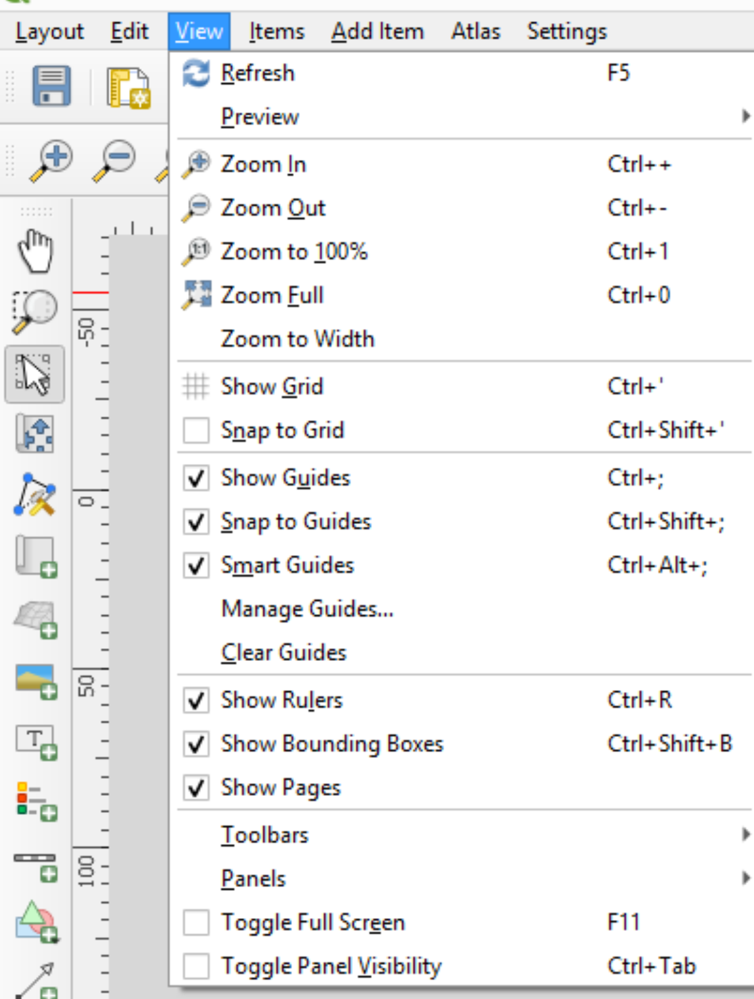 Layout Edit View Items Add Item Atlas Settings
Refresh F5
Preview
Zoom In Ctrl++
Zoom Out Ctrl+-
1:1 Zoom to 100% Ctrl+1
Zoom Full Ctrl+0
Zoom to Width
Show Grid Ctrl+'
Snap to Grid Ctrl+Shift+'
Show Guides Ctrl+;
Snap to Guides Ctrl+Shift+;
Smart Guides Ctrl+Alt+;
Manage Guides...
Clear Guides
Show Rulers Ctrl+R
Show Bounding Boxes Ctrl+Shift+B
Show Pages
Toolbars
Panels
Toggle Full Screen F11
Toggle Panel Visibility Ctrl+Tab
-50
0
50
100
T